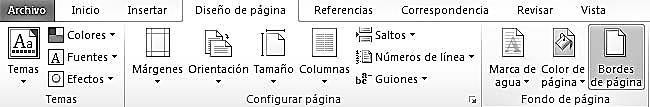 Archivo Inicio Insertar Diseño de página Referencias Correspondencia Revisar Vista
Aa Colores Saltos
Fuentes Números de línea
Temas Efectos Márgenes Orientación Tamaño Columnas Guiones Marca de agua Color de página Bordes de página
Temas Configurar página Fondo de página